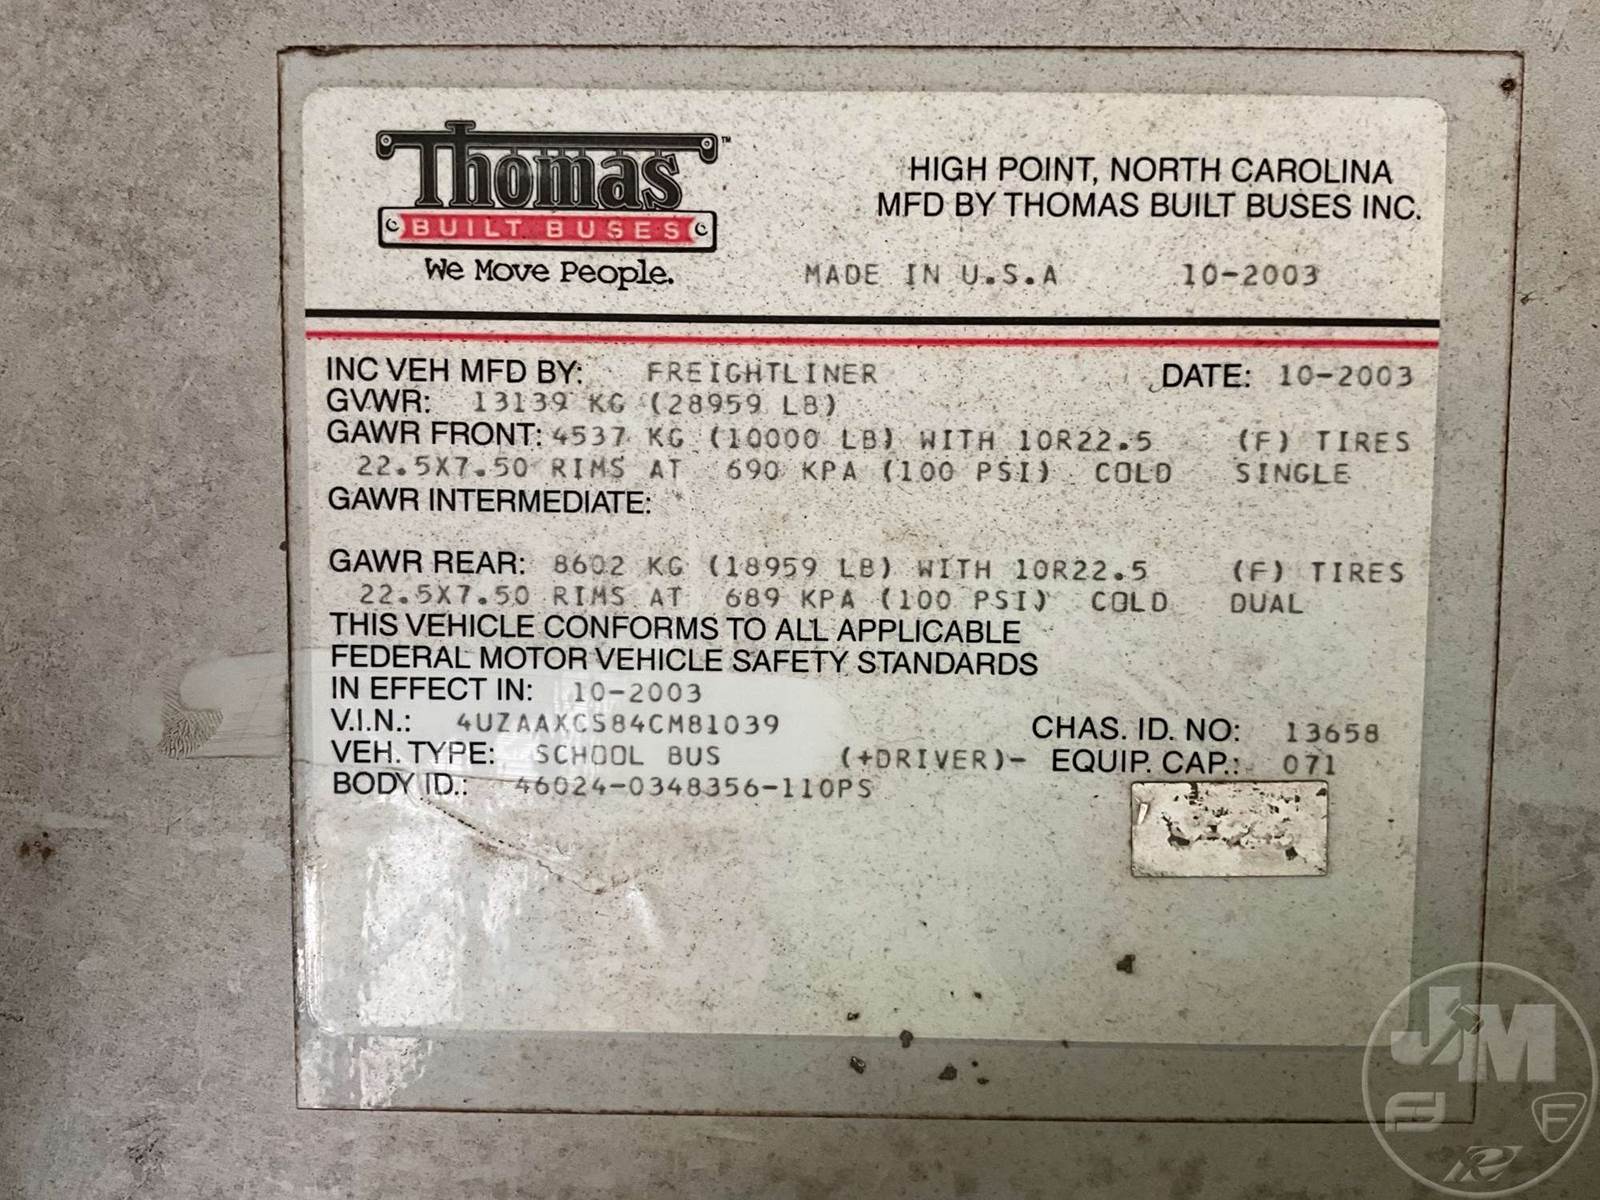 Thomas™
BUILT BUSES
We Move People.
HIGH POINT, NORTH CAROLINA
MFD BY THOMAS BUILT BUSES INC.
MADE IN U.S.A 10-2003
INC VEH MFD BY: FREIGHTLINER DATE: 10-2003
GVWR: 13139 KG (28959 LB)
GAWR FRONT: 4537 KG (10000 LB) WITH 10R22.5 (F) TIRES
22.5X7.50 RIMS AT 690 KPA (100 PSI) COLD SINGLE
GAWR INTERMEDIATE:
GAWR REAR: 8602 KG (18959 LB) WITH 10R22.5 (F) TIRES
22.5X7.50 RIMS AT 689 KPA (100 PSI) COLD DUAL
THIS VEHICLE CONFORMS TO ALL APPLICABLE
FEDERAL MOTOR VEHICLE SAFETY STANDARDS
IN EFFECT IN: 10-2003
V.I.N.: 4UZAAXCS84CM81039 CHAS. ID. NO: 13658
VEH. TYPE: SCHOOL BUS (+DRIVER)- EQUIP. CAP.: 071
BODY ID.: 46024-0348356-110PS
JM